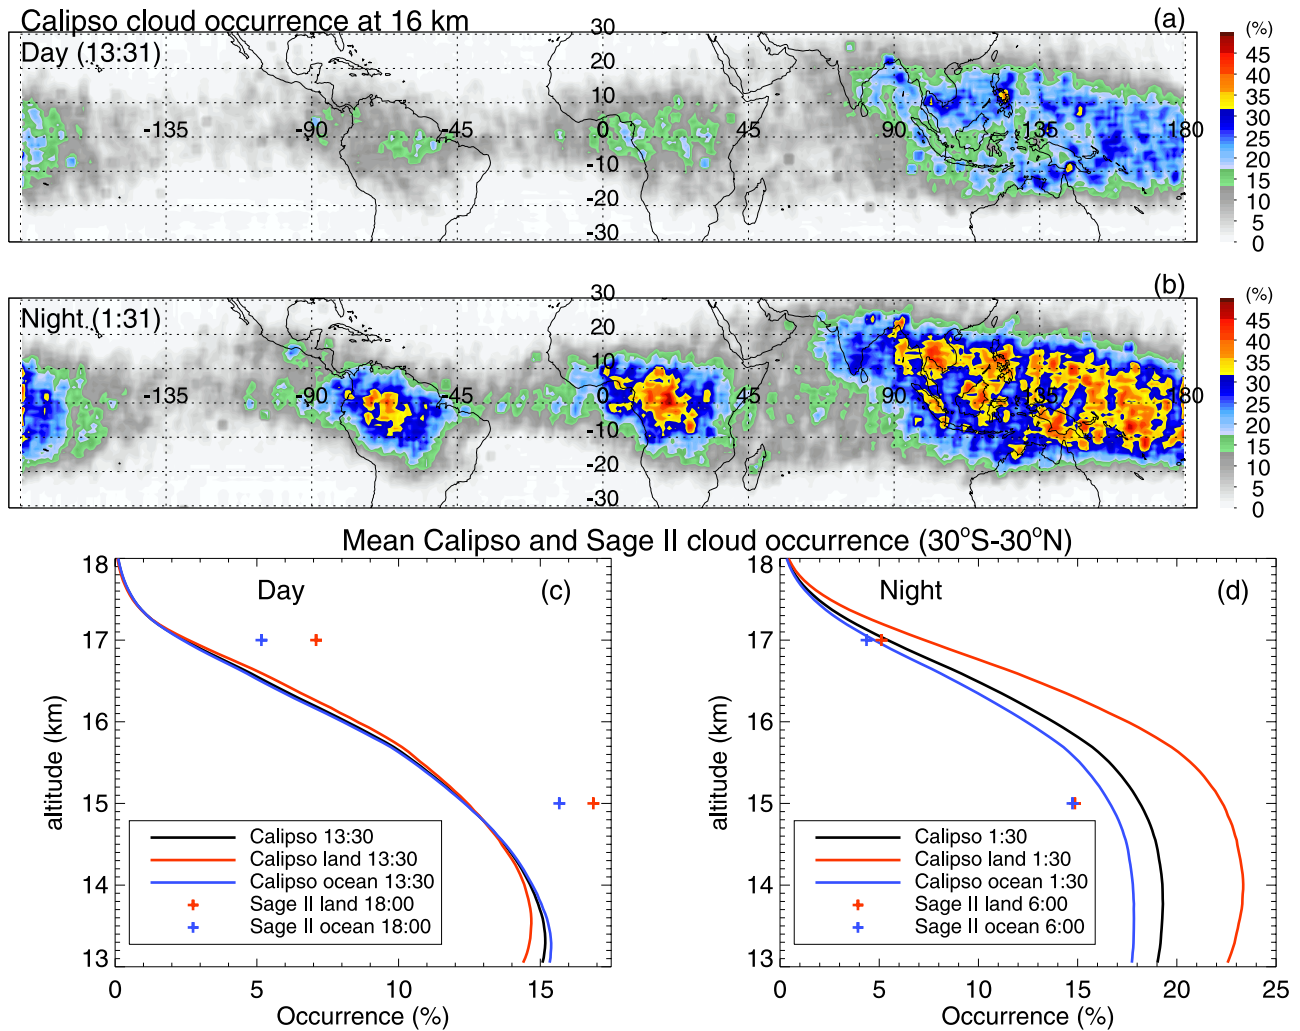 Calipso cloud occurrence at 16 km
(a)
Day (13:31)
30
20
10
0
-10
-20
-30
-135
-90
-45
45
90
135
180
(%)
45
40
35
30
25
20
15
10
5
0
Night (1:31)
(b)
30
20
10
0
-10
-20
-30
-135
-90
-45
45
90
135
180
(%)
45
40
35
30
25
20
15
10
5
0
Mean Calipso and Sage II cloud occurrence (30°S-30°N)
Day
(c)
18
17
16
15
14
13
altitude (km)
Calipso 13:30
Calipso land 13:30
Calipso ocean 13:30
Sage II land 18:00
Sage II ocean 18:00
0 5 10 15
Occurrence (%)
Night
(d)
18
17
16
15
14
13
altitude (km)
Calipso 1:30
Calipso land 1:30
Calipso ocean 1:30
Sage II land 6:00
Sage II ocean 6:00
0 5 10 15 20 25
Occurrence (%)